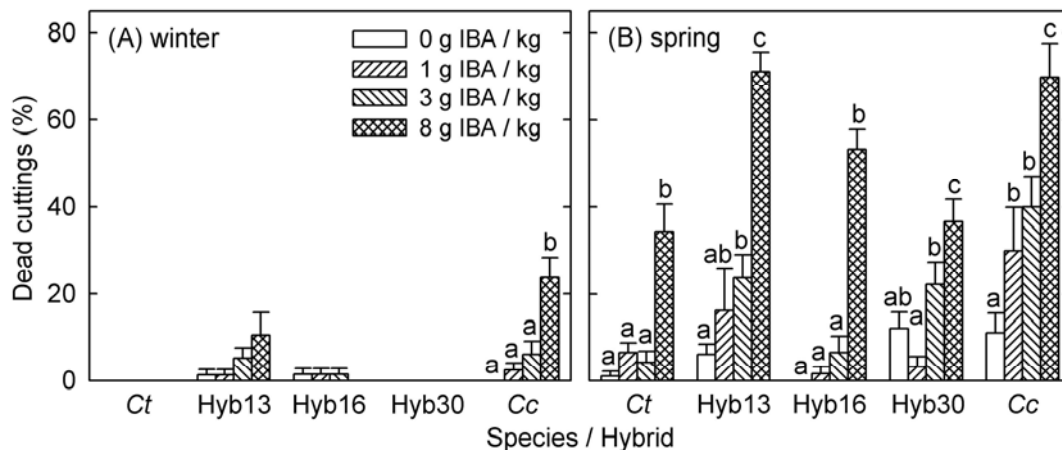 Dead cuttings (%)
80
60
40
20
0
(A) winter
0 g IBA / kg
1 g IBA / kg
3 g IBA / kg
8 g IBA / kg
a a a b
Ct Hyb13 Hyb16 Hyb30 Cc
(B) spring
a a a b
a ab b c
a a a b
ab a b c
a b b c
Ct Hyb13 Hyb16 Hyb30 Cc
Species / Hybrid